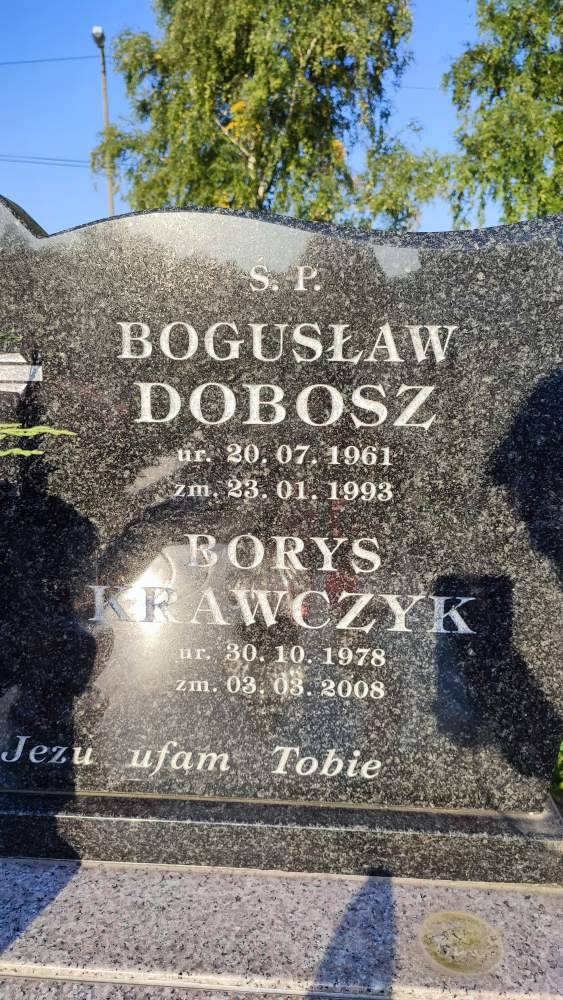 Ś. P.
BOGUSŁAW
DOBOSZ
ur. 20. 07. 1961
zm. 23. 01. 1993
BORYS
KRAWCZYK
ur. 30. 10. 1978
zm. 03. 03. 2008
Jezu ufam Tobie